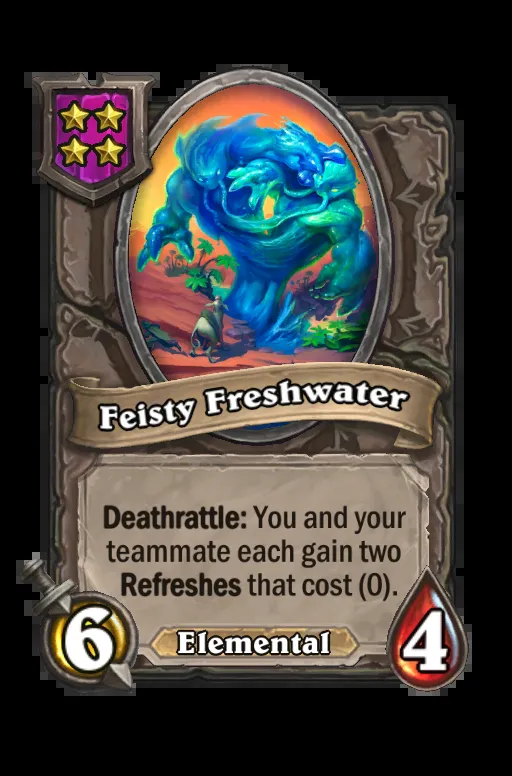 Feisty Freshwater
Deathrattle: You and your
teammate each gain two
Refreshes that cost (0).
6
Elemental
4